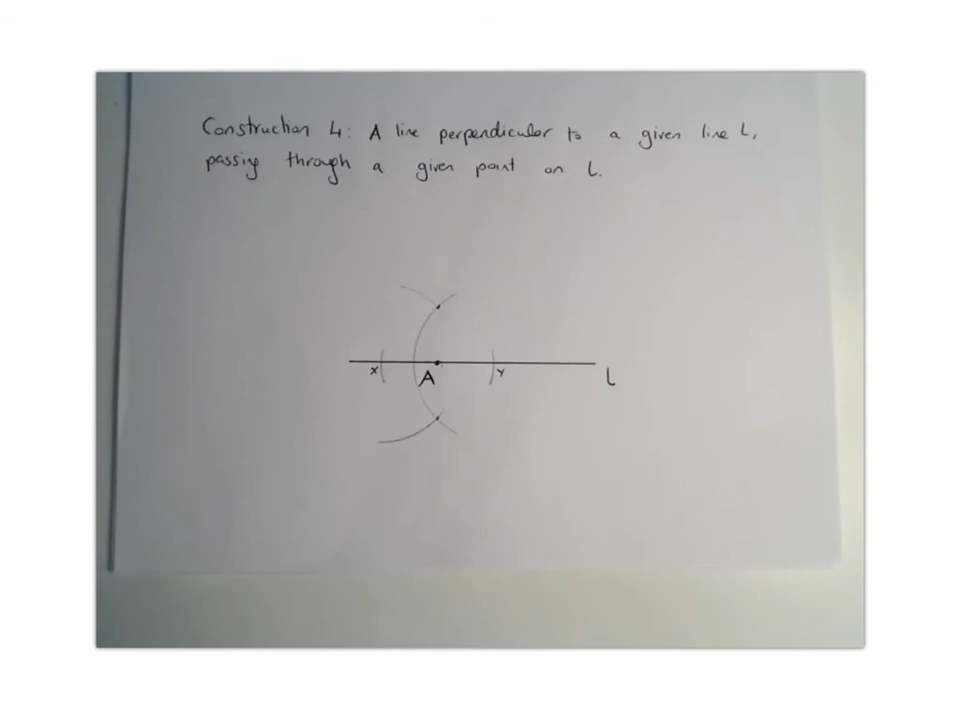 Construction 4: A line perpendicular to a given line L,
passing through a given point on L.
X A Y L